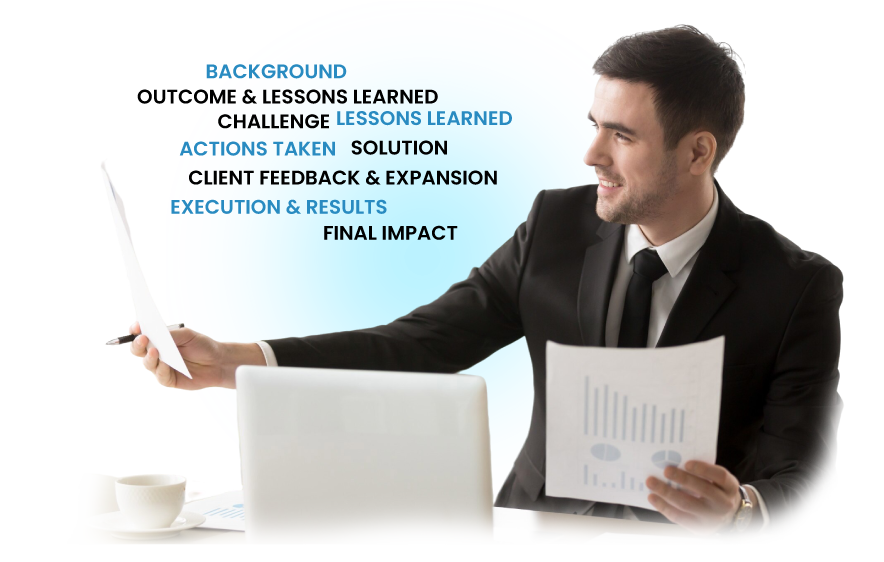 BACKGROUND
OUTCOME & LESSONS LEARNED
CHALLENGE LESSONS LEARNED
ACTIONS TAKEN SOLUTION
CLIENT FEEDBACK & EXPANSION
EXECUTION & RESULTS
FINAL IMPACT